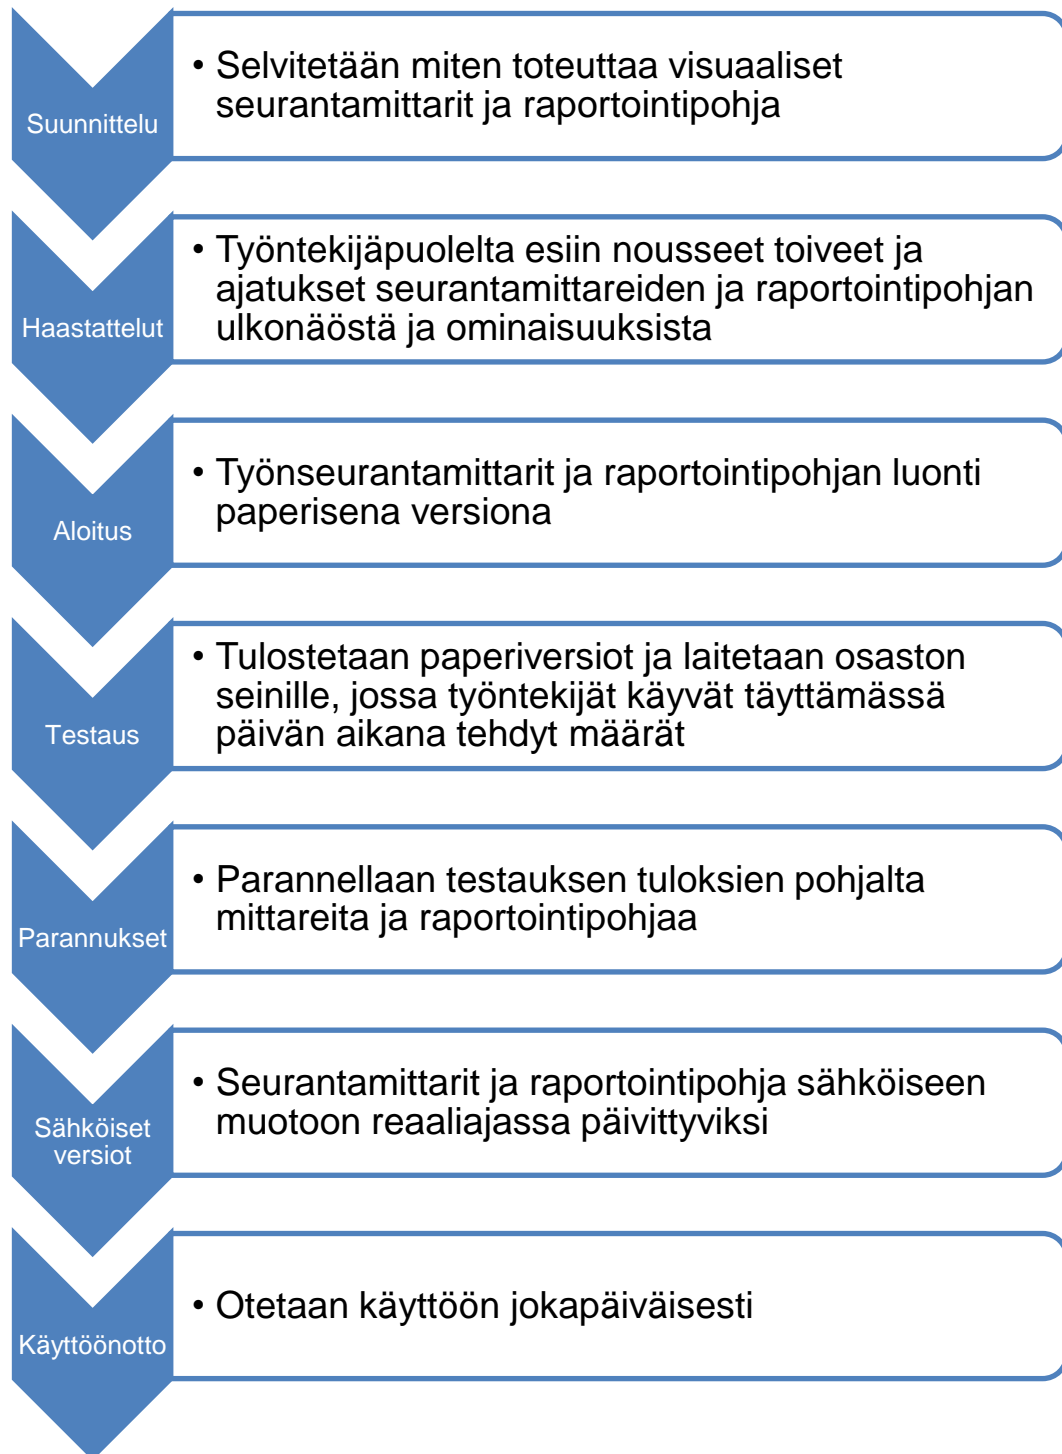 Suunnittelu
• Selvitetään miten toteuttaa visuaaliset
seurantamittarit ja raportointipohja
Haastattelut
• Työntekijäpuolelta esiin nousseet toiveet ja
ajatukset seurantamittareiden ja raportointipohjan
ulkonäöstä ja ominaisuuksista
Aloitus
• Työnseurantamittarit ja raportointipohjan luonti
paperisena versiona
Testaus
• Tulostetaan paperiversiot ja laitetaan osaston
seinille, jossa työntekijät käyvät täyttämässä
päivän aikana tehdyt määrät
Parannukset
• Parannellaan testauksen tuloksien pohjalta
mittareita ja raportointipohjaa
Sähköiset
versiot
• Seurantamittarit ja raportointipohja sähköiseen
muotoon reaaliajassa päivittyviksi
Käyttöönotto
• Otetaan käyttöön jokapäiväisesti